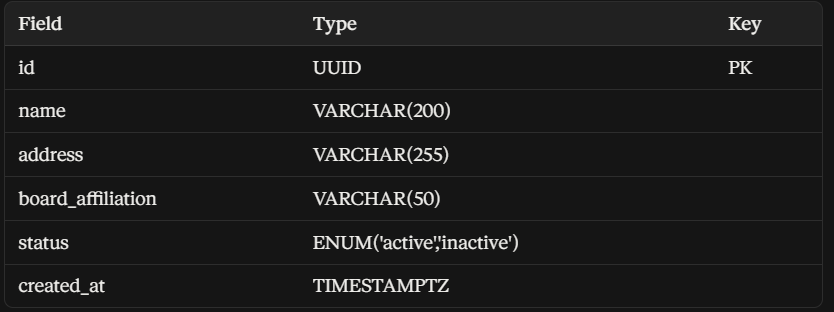 Field Type Key
id UUID PK
name VARCHAR(200)
address VARCHAR(255)
board_affiliation VARCHAR(50)
status ENUM('active','inactive')
created_at TIMESTAMPTZ